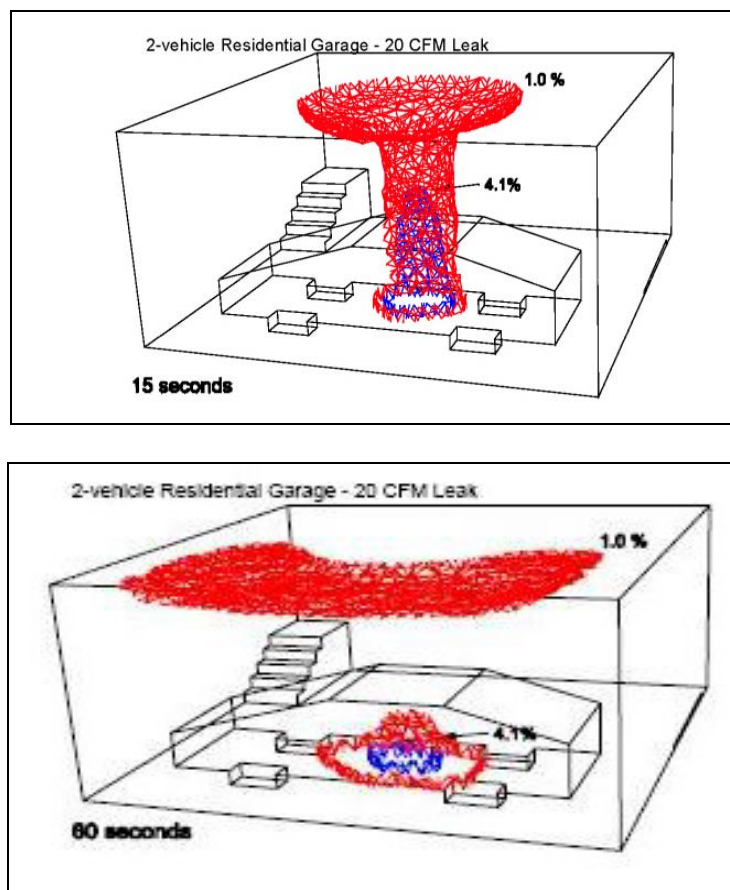 2-vehicle Residential Garage - 20 CFM Leak
1.0 %
4.1%
15 seconds
2-vehicle Residential Garage - 20 CFM Leak
1.0 %
4.1%
60 seconds